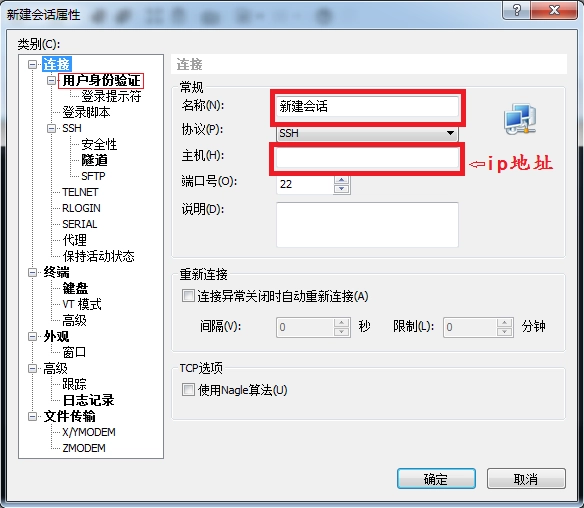 新建会话属性
类别(C):
连接
用户身份验证
登录提示符
登录脚本
SSH
安全性
隧道
SFTP
TELNET
RLOGIN
SERIAL
代理
保持活动状态
终端
键盘
VT 模式
高级
外观
窗口
高级
跟踪
日志记录
文件传输
X/YMODEM
ZMODEM
连接
常规
名称(N): 新建会话
协议(P): SSH
主机(H): ⇦ip地址
端口号(O): 22
说明(D):
重新连接
连接异常关闭时自动重新连接(A)
间隔(V): 0 秒 限制(L): 0 分钟
TCP选项
使用Nagle算法(U)
确定 取消